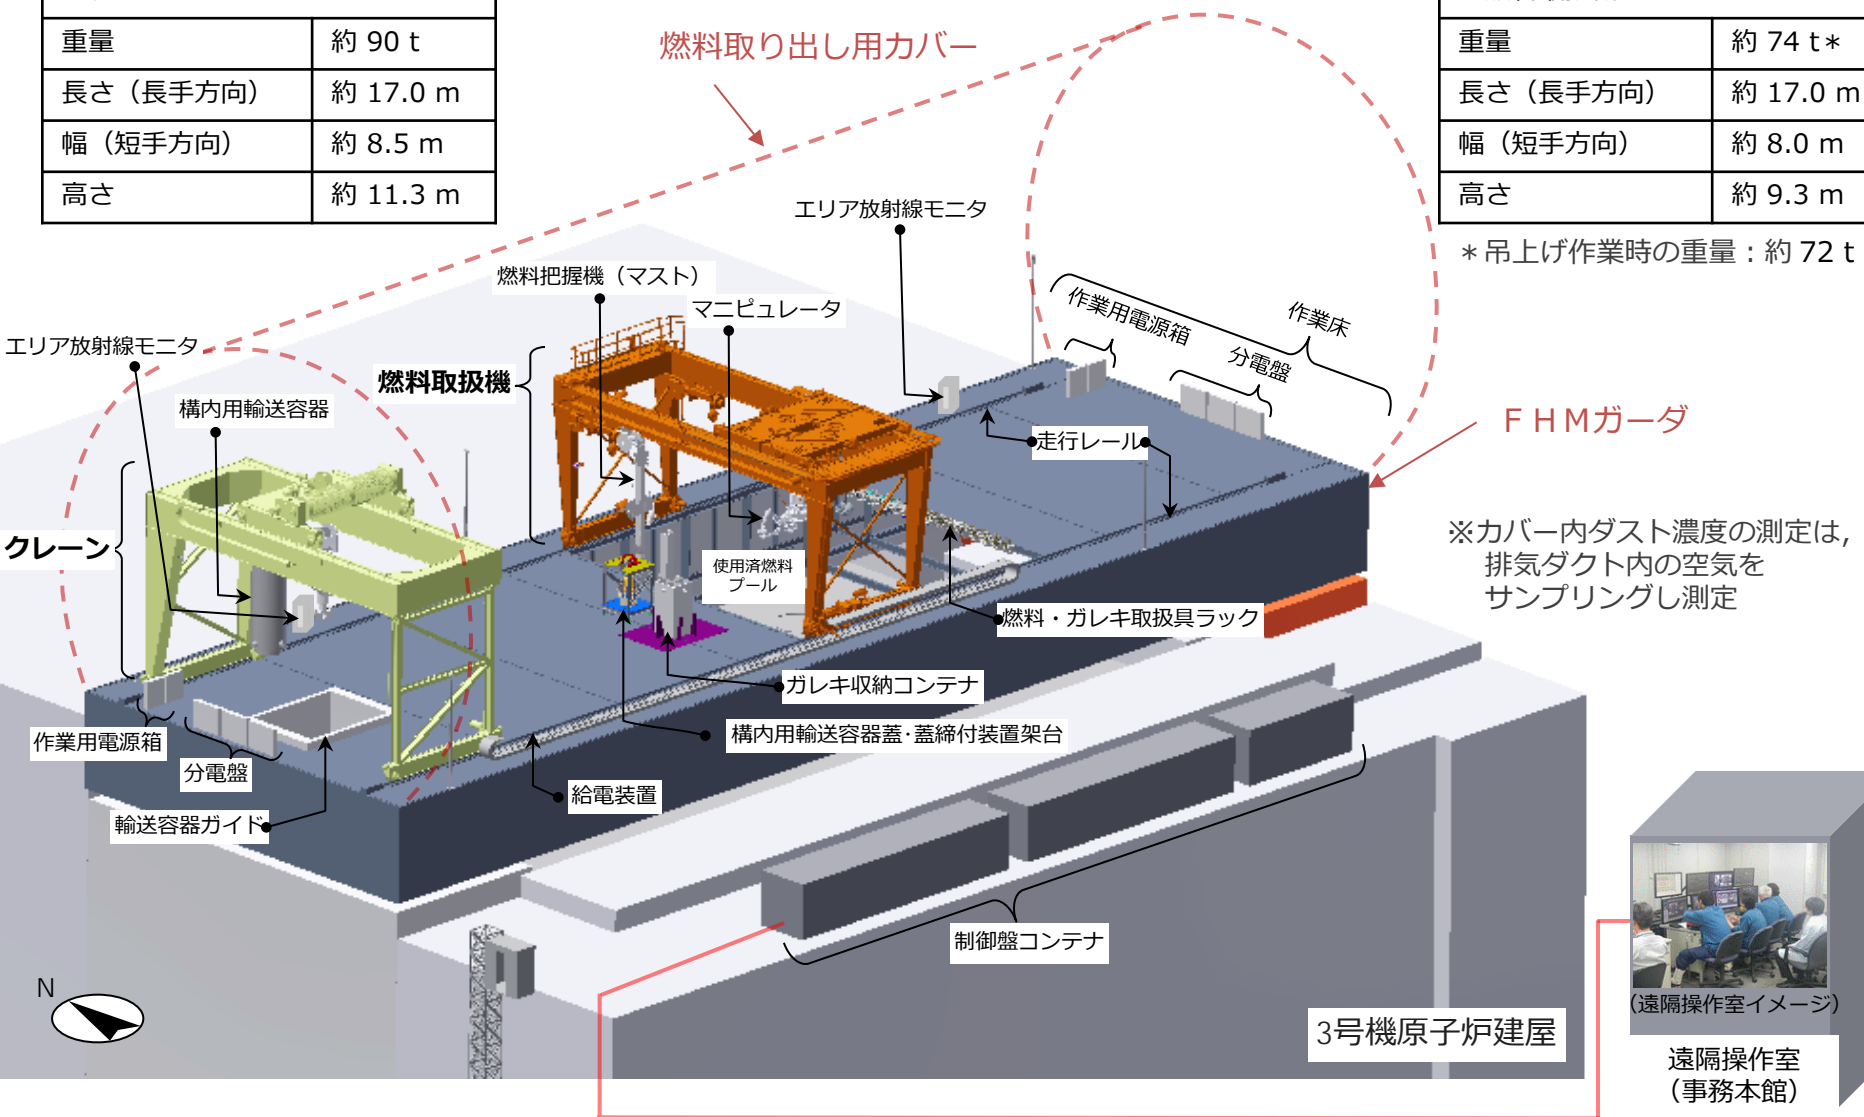 重量 約 90 t
長さ（長手方向） 約 17.0 m
幅（短手方向） 約 8.5 m
高さ 約 11.3 m
燃料取り出し用カバー
重量 約 74 t＊
長さ（長手方向） 約 17.0 m
幅（短手方向） 約 8.0 m
高さ 約 9.3 m
＊吊上げ作業時の重量：約 72 t
エリア放射線モニタ
燃料把握機（マスト）
マニピュレータ
作業用電源箱
作業床
分電盤
エリア放射線モニタ
燃料取扱機
構内用輸送容器
走行レール
ＦＨＭガーダ
クレーン
※カバー内ダスト濃度の測定は，
排気ダクト内の空気を
サンプリングし測定
使用済燃料
プール
燃料・ガレキ取扱具ラック
ガレキ収納コンテナ
構内用輸送容器蓋･蓋締付装置架台
作業用電源箱
分電盤
給電装置
輸送容器ガイド
制御盤コンテナ
N
3号機原子炉建屋
（遠隔操作室イメージ）
遠隔操作室
（事務本館）